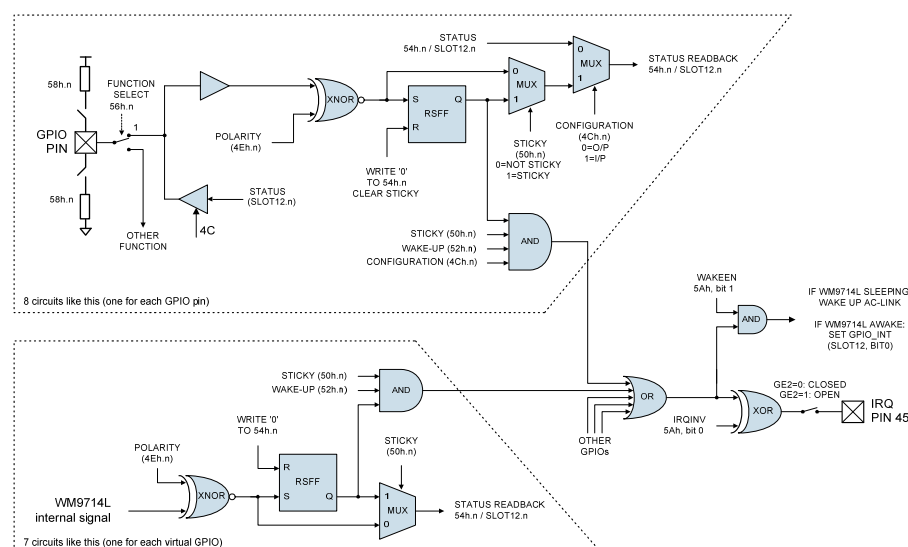 STATUS
54h.n / SLOT12.n
0
MUX
1
STATUS READBACK
54h.n / SLOT12.n
58h.n
FUNCTION
SELECT
56h.n
1
GPIO
PIN
XNOR
POLARITY
(4Eh.n)
S
Q
RSFF
R
WRITE '0'
TO 54h.n
CLEAR STICKY
0
MUX
1
STICKY
(50h.n)
0=NOT STICKY
1=STICKY
CONFIGURATION
(4Ch.n)
0=O/P
1=I/P
58h.n
STATUS
(SLOT12.n)
4C
OTHER
FUNCTION
STICKY (50h.n)
WAKE-UP (52h.n)
CONFIGURATION (4Ch.n)
AND
8 circuits like this (one for each GPIO pin)
WAKEEN
5Ah, bit 1
AND
IF WM9714L SLEEPING:
WAKE UP AC-LINK
IF WM9714L AWAKE:
SET GPIO_INT
(SLOT12, BIT0)
STICKY (50h.n)
WAKE-UP (52h.n)
AND
OR
OTHER
GPIOs
IRQINV
5Ah, bit 0
XOR
GE2=0: CLOSED
GE2=1: OPEN
IRQ
PIN 45
WRITE '0'
TO 54h.n
STICKY
(50h.n)
POLARITY
(4Eh.n)
XNOR
R
RSFF
S
Q
1
MUX
0
STATUS READBACK
54h.n / SLOT12.n
WM9714L
internal signal
7 circuits like this (one for each virtual GPIO)